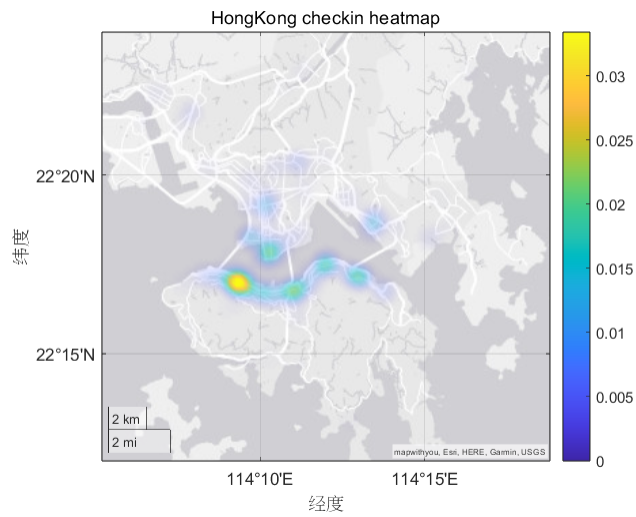 HongKong checkin heatmap
22°20'N
22°15'N
纬度
2 km
2 mi
mapwithyou, Esri, HERE, Garmin, USGS
114°10'E
114°15'E
经度
0.03
0.025
0.02
0.015
0.01
0.005
0